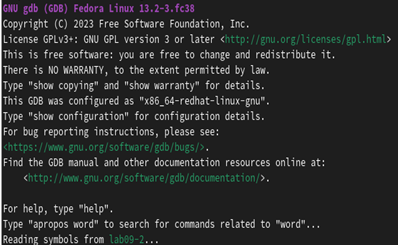 GNU gdb (GDB) Fedora Linux 13.2-3.fc38
Copyright (C) 2023 Free Software Foundation, Inc.
License GPLv3+: GNU GPL version 3 or later <http://gnu.org/licenses/gpl.html>
This is free software: you are free to change and redistribute it.
There is NO WARRANTY, to the extent permitted by law.
Type "show copying" and "show warranty" for details.
This GDB was configured as "x86_64-redhat-linux-gnu".
Type "show configuration" for configuration details.
For bug reporting instructions, please see:
<https://www.gnu.org/software/gdb/bugs/>.
Find the GDB manual and other documentation resources online at:
<http://www.gnu.org/software/gdb/documentation/>.
For help, type "help".
Type "apropos word" to search for commands related to "word"...
Reading symbols from lab09-2...